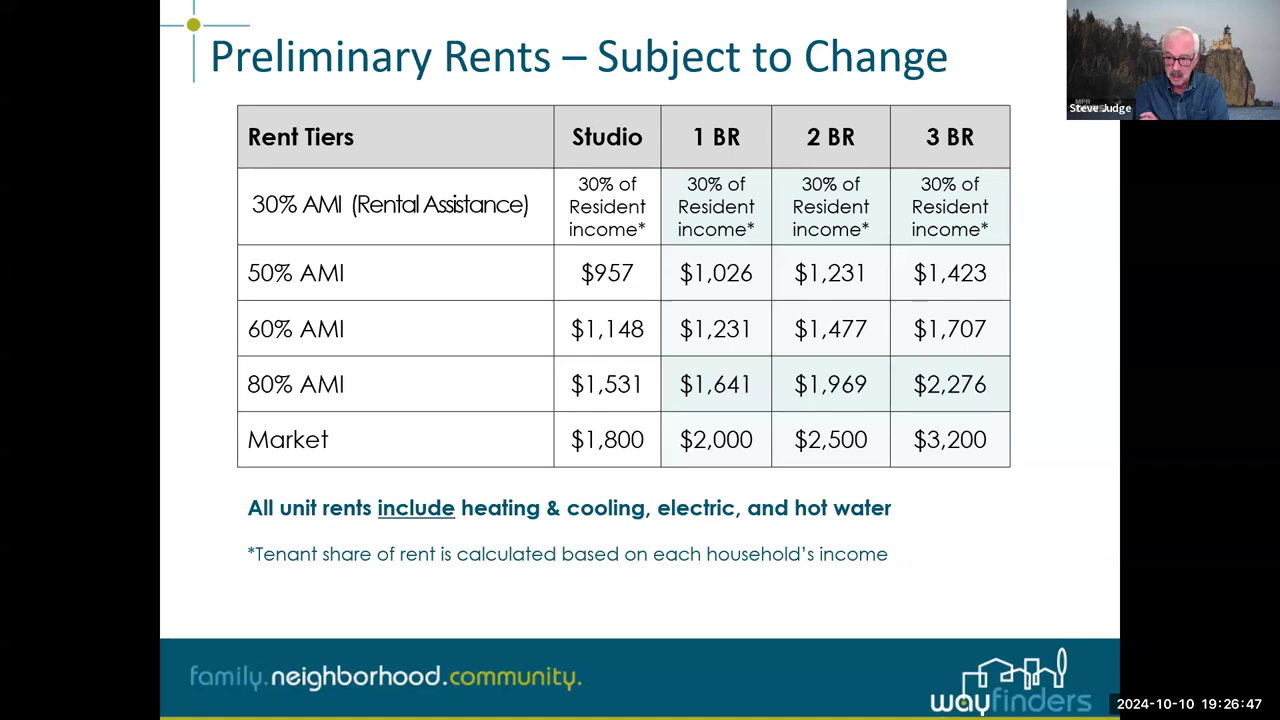 Preliminary Rents – Subject to Change
Rent Tiers Studio 1 BR 2 BR 3 BR
30% AMI (Rental Assistance) 30% of Resident income* 30% of Resident income* 30% of Resident income* 30% of Resident income*
50% AMI $957 $1,026 $1,231 $1,423
60% AMI $1,148 $1,231 $1,477 $1,707
80% AMI $1,531 $1,641 $1,969 $2,276
Market $1,800 $2,000 $2,500 $3,200
All unit rents include heating & cooling, electric, and hot water
*Tenant share of rent is calculated based on each household's income
family.neighborhood.community.
wayfinders
MPR
Steve Judge
2024-10-10 19:26:47